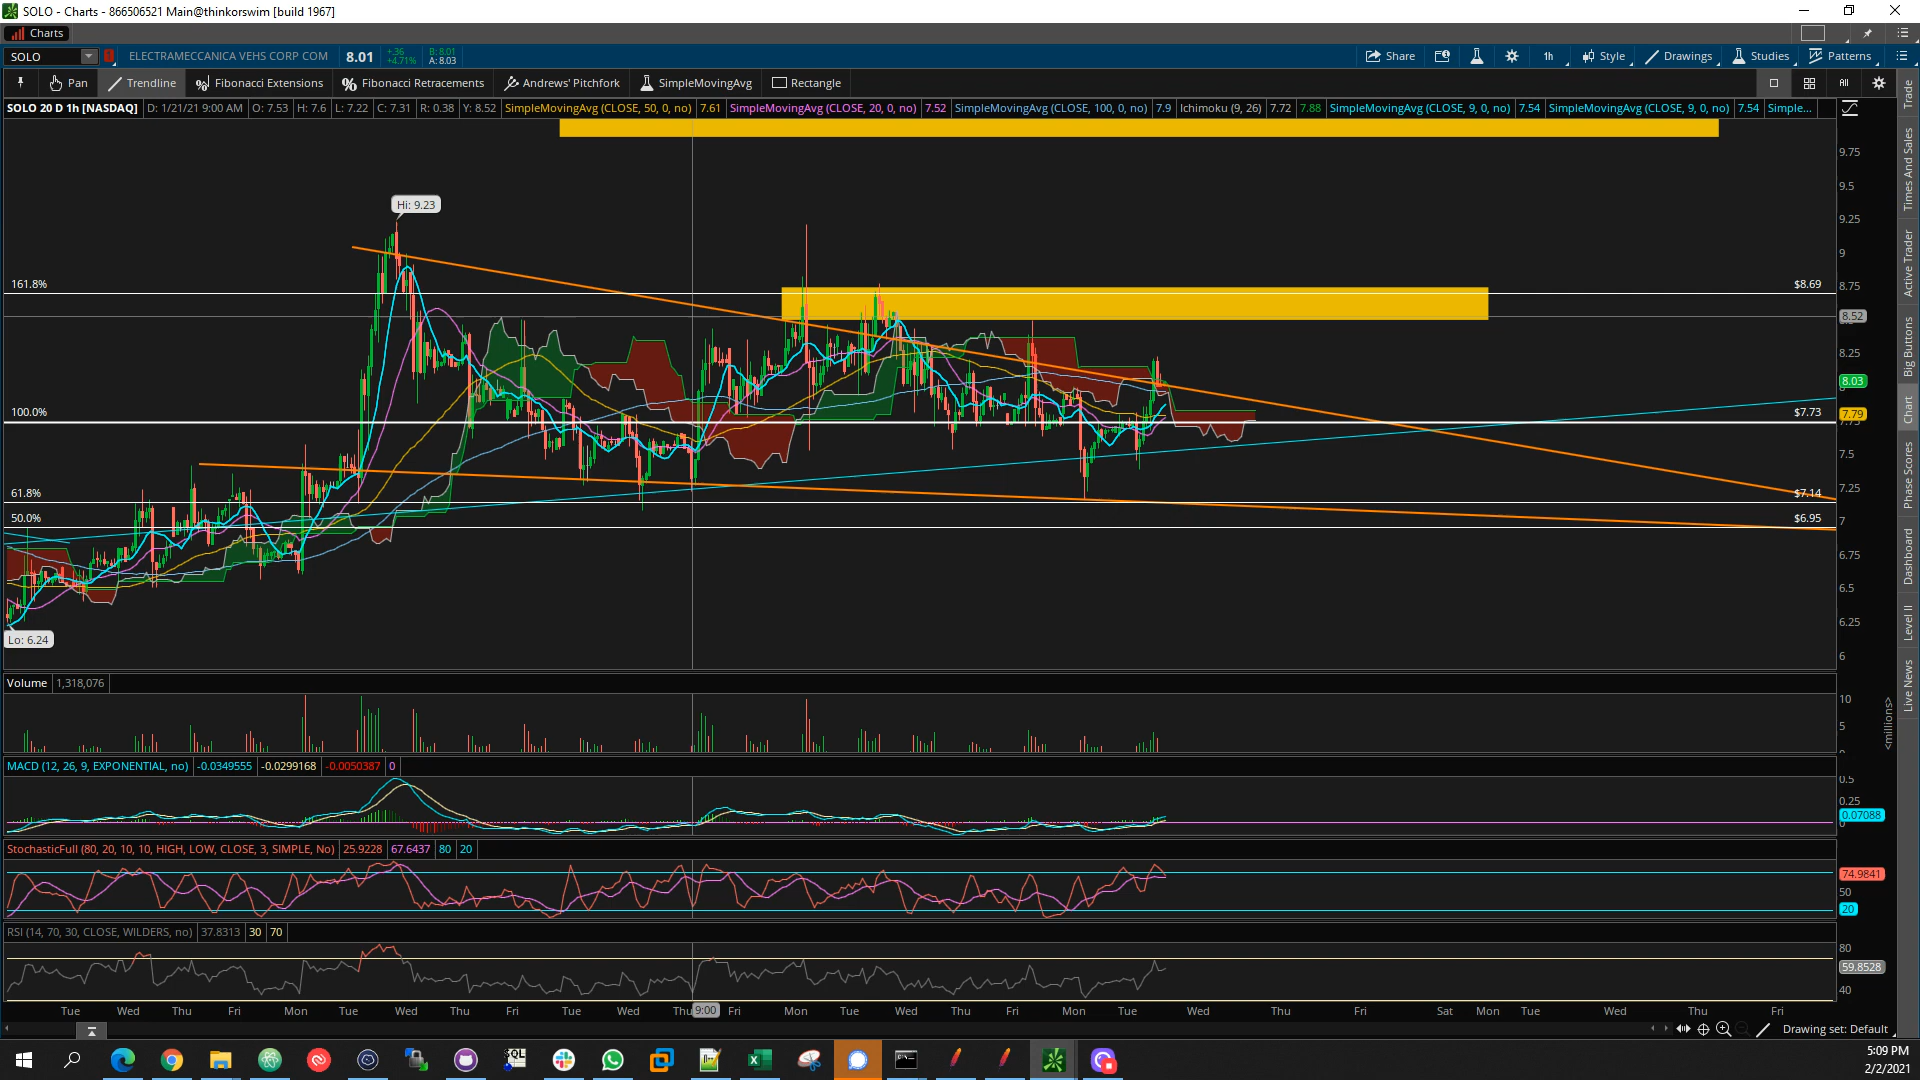 SOLO - Charts - 866506521 Main@thinkorswim [build 1967]
Charts
SOLO ELECTRAMECCANICA VEHS CORP COM 8.01 +.36 +4.71% B: 8.01 A: 8.03 Share 1h Style Drawings Studies Patterns
Pan Trendline Fibonacci Extensions Fibonacci Retracements Andrews' Pitchfork SimpleMovingAvg Rectangle
SOLO 20 D 1h [NASDAQ] D: 1/21/21 9:00 AM O: 7.53 H: 7.6 L: 7.22 C: 7.31 R: 0.38 Y: 8.52 SimpleMovingAvg (CLOSE, 50, 0, no) 7.61 SimpleMovingAvg (CLOSE, 20, 0, no) 7.52 SimpleMovingAvg (CLOSE, 100, 0, no) 7.9 Ichimoku (9, 26) 7.72 7.88 SimpleMovingAvg (CLOSE, 9, 0, no) 7.54 SimpleMovingAvg (CLOSE, 9, 0, no) 7.54 Simple...
9.75
9.5
Hi: 9.23
9.25
9
161.8% $8.69 8.75
8.52
8.25
8.03
100.0% $7.73 7.79
7.5
61.8% $7.14 7.25
50.0% $6.95 7
6.75
6.5
6.25
Lo: 6.24
6
Volume 1,318,076
10
5
<millions>
MACD (12, 26, 9, EXPONENTIAL, no) -0.0349555 -0.0299168 -0.0050387 0
0.5
0.25
0.07088
StochasticFull (80, 20, 10, 10, HIGH, LOW, CLOSE, 3, SIMPLE, No) 25.9228 67.6437 80 20
74.9841
50
20
RSI (14, 70, 30, CLOSE, WILDERS, no) 37.8313 30 70
80
59.8528
40
Tue Wed Thu Fri Mon Tue Wed Thu Fri Tue Wed Thu 9:00 Fri Mon Tue Wed Thu Fri Mon Tue Wed Thu Fri Sat Mon Tue Wed Thu Fri
Drawing set: Default
Trade
Times And Sales
Active Trader
Big Buttons
Chart
Phase Scores
Dashboard
Level II
Live News
SQL
5:09 PM
2/2/2021